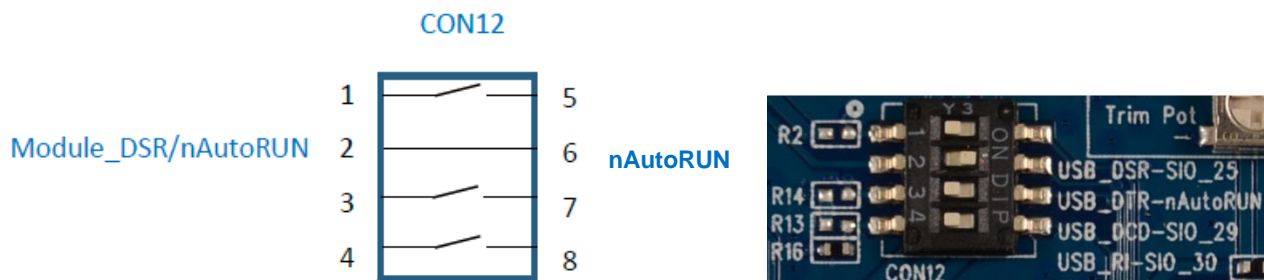 CON12
1 5
Module_DSR/nAutoRUN 2 6 nAutoRUN
3 7
4 8
Y3
Trim Pot
R2
1
ON DIP
2
USB_DSR-SIO_25
R14
3
USB_DTR-nAutoRUN
R13
4
USB_DCD-SIO_29
R16
CON12
USB_RI-SIO_30